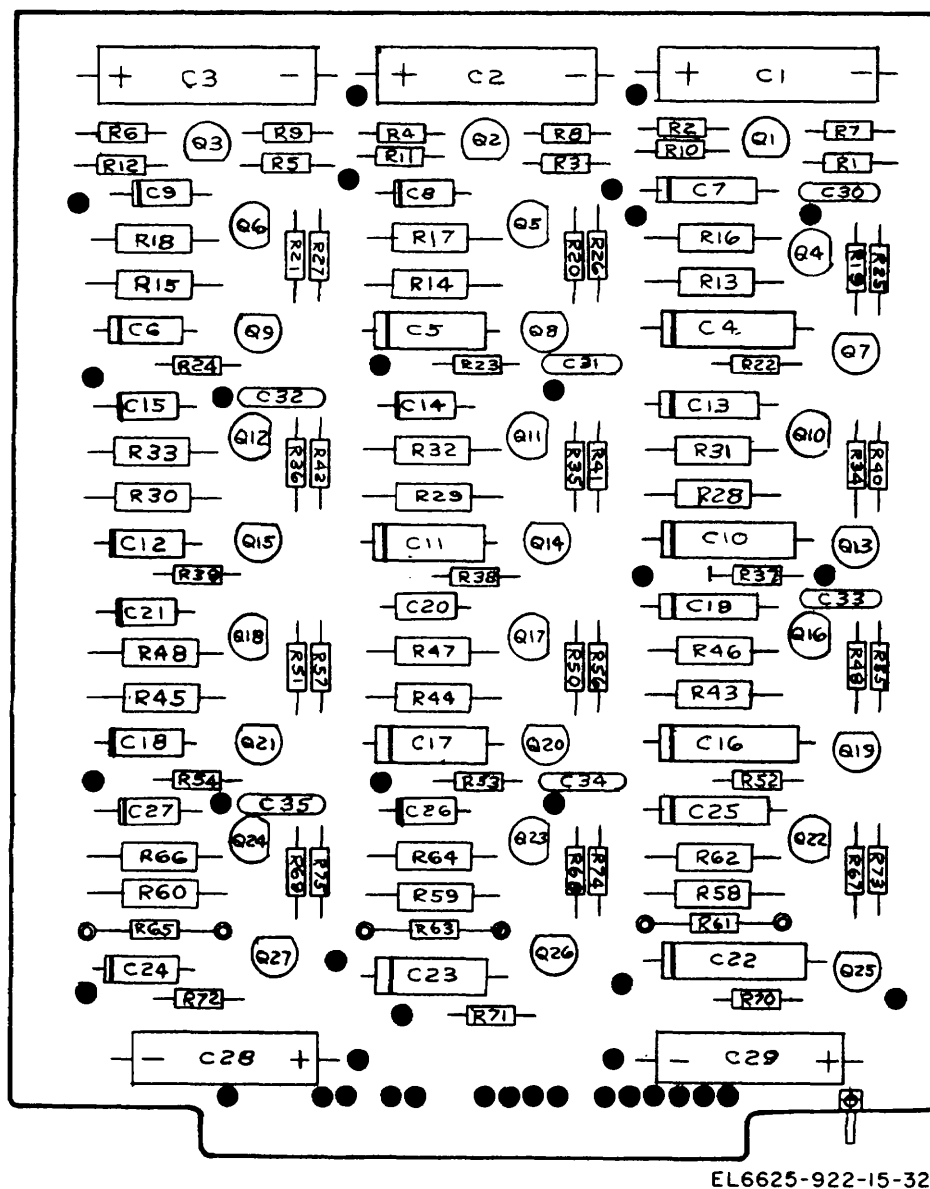 + C3 - + C2 - + C1 -
R6 Q3 R9 R4 Q2 R8 R2 Q1 R7
R12 R5 R11 R3 R10 R1
C9 C8 C7 C30
R18 Q6 R21 R27 R17 Q5 R20 R26 R16 Q4 R19 R25
R15 R14 R13
C6 Q9 C5 Q8 C4 Q7
R24 R23 C31 R22
C15 C32 C14 C13
R33 Q12 R36 R42 R32 Q11 R35 R41 R31 Q10 R34 R40
R30 R29 R28
C12 Q15 C11 Q14 C10 Q13
R39 R38 R37
C21 C20 C19 C33
R48 Q18 R51 R57 R47 Q17 R50 R56 R46 Q16 R49 R55
R45 R44 R43
C18 Q21 C17 Q20 C16 Q19
R54 R53 C34 R52
C27 C35 C26 C25
R66 Q24 R69 R75 R64 Q23 R68 R74 R62 Q22 R67 R73
R60 R59 R58
R65 R63 R61
C24 Q27 C23 Q26 C22 Q25
R72 R71 R70
- C28 + - C29 +
EL6625-922-15-32